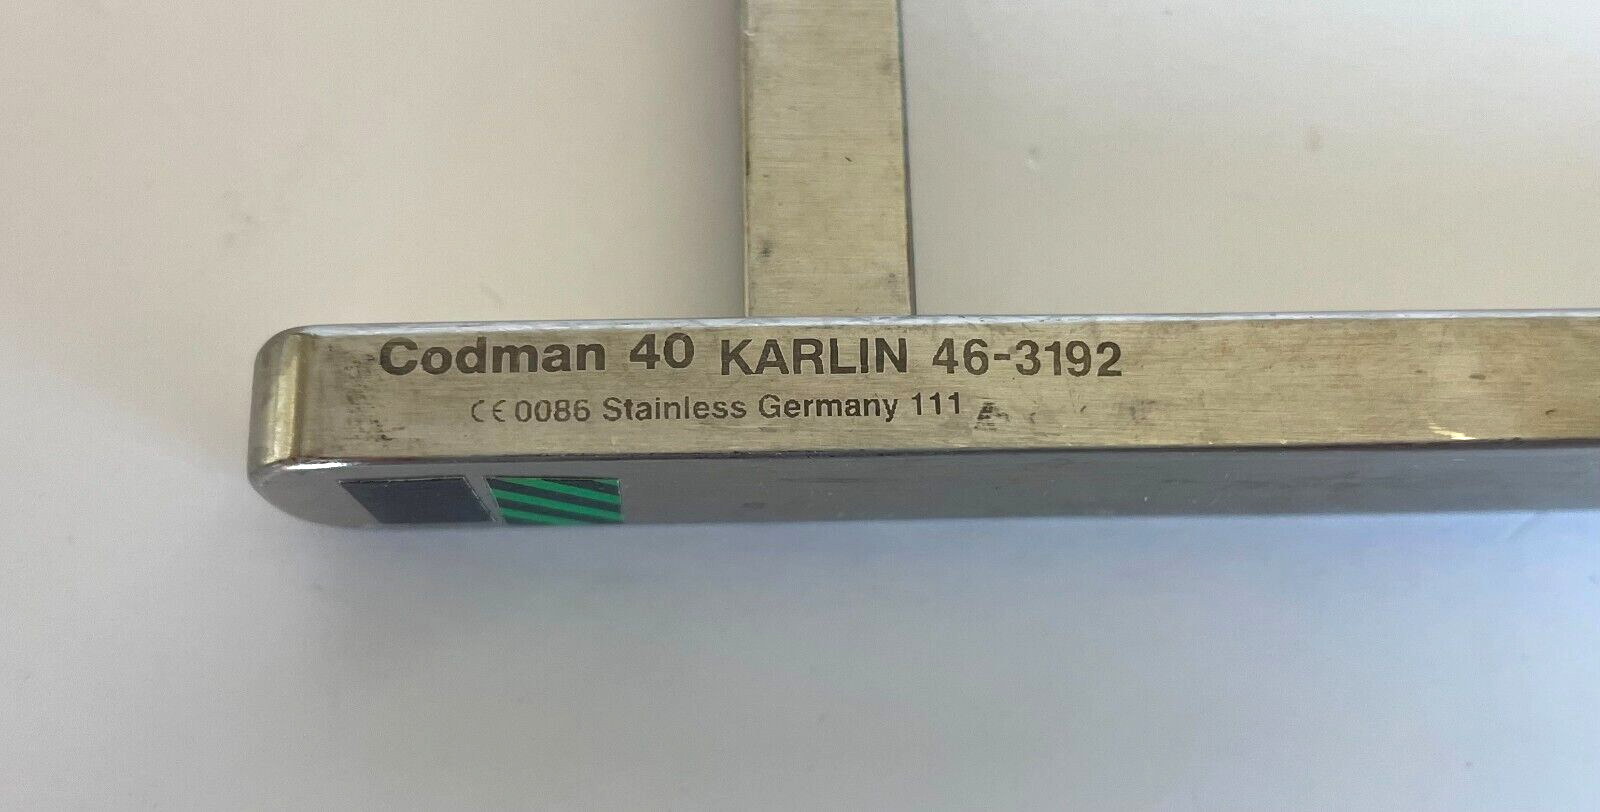 Codman 40 KARLIN 46-3192
CE 0086 Stainless Germany 111